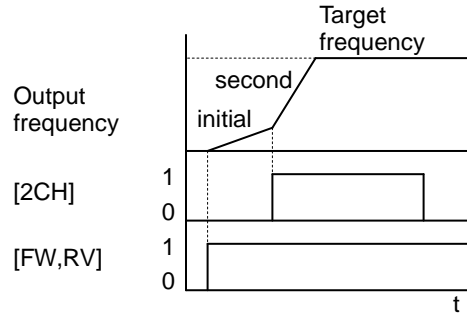 Target
frequency
second
initial
Output
frequency
[2CH]
1
0
[FW,RV]
1
0
t